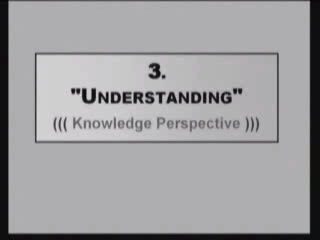 3.
"UNDERSTANDING"
((( Knowledge Perspective )))